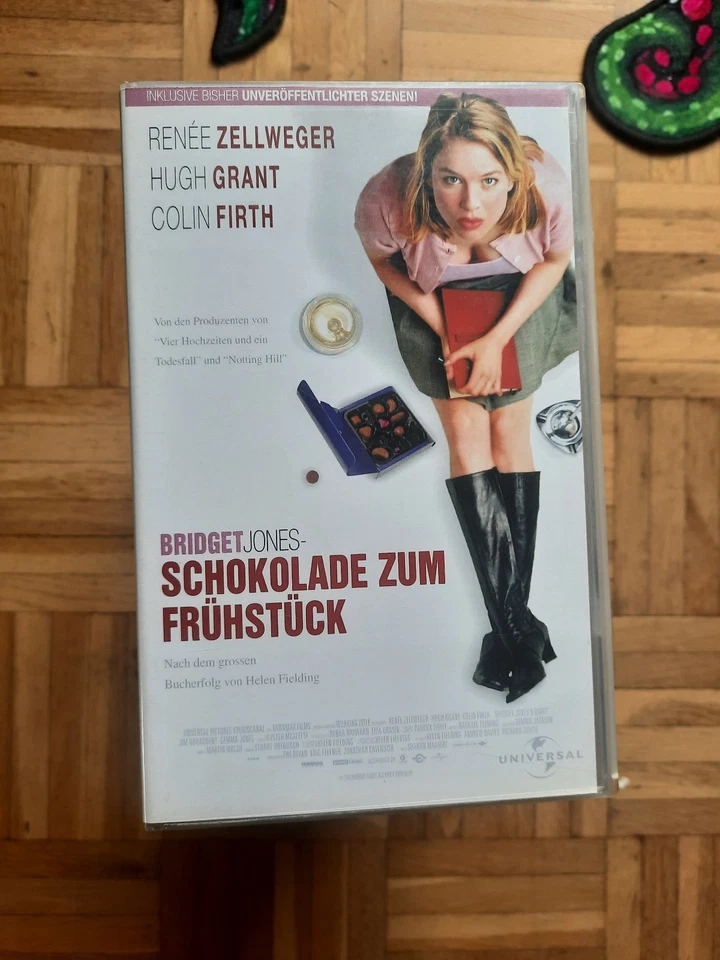 INKLUSIVE BISHER UNVERÖFFENTLICHTER SZENEN!
RENÉE ZELLWEGER
HUGH GRANT
COLIN FIRTH
Von den Produzenten von
"Vier Hochzeiten und ein
Todesfall" und "Notting Hill"
BRIDGET JONES-
SCHOKOLADE ZUM
FRÜHSTÜCK
Nach dem grossen
Bucherfolg von Helen Fielding
UNIVERSAL